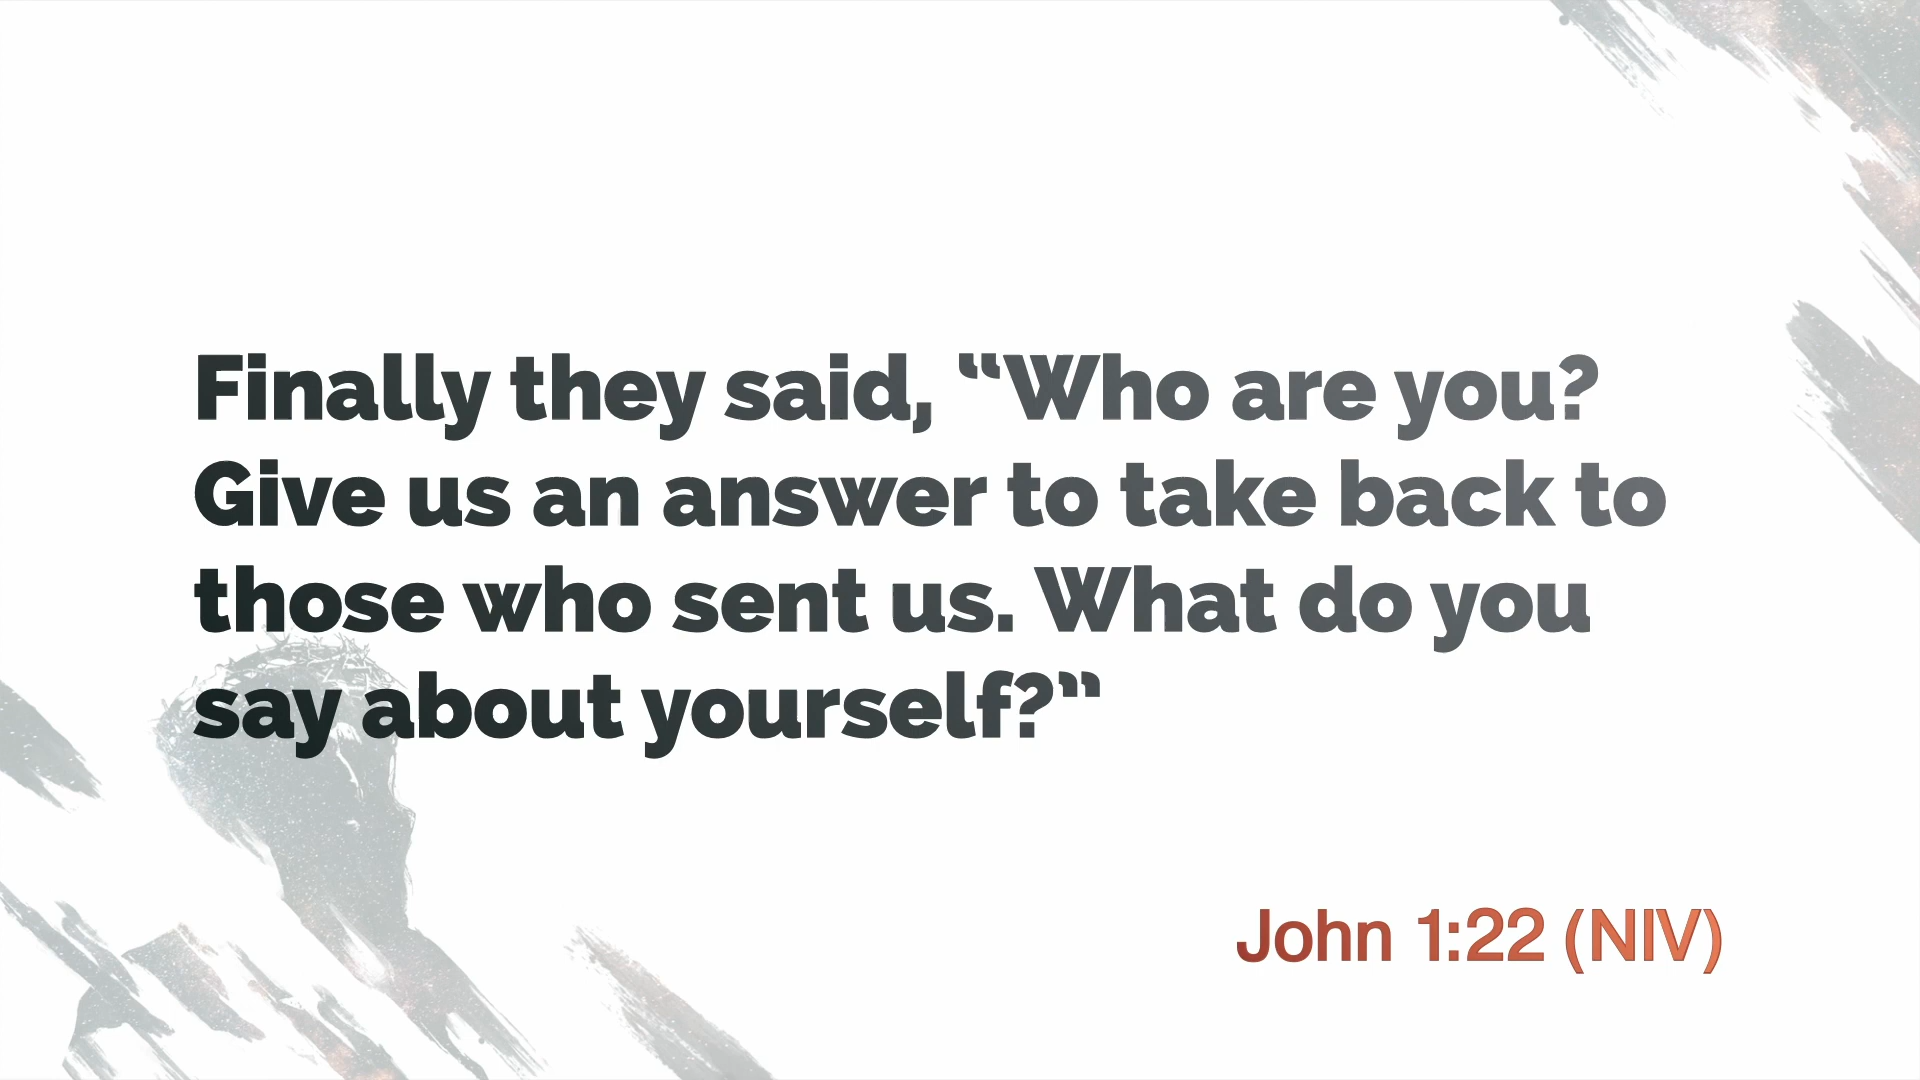 Finally they said, “Who are you?
Give us an answer to take back to
those who sent us. What do you
say about yourself?”
John 1:22 (NIV)